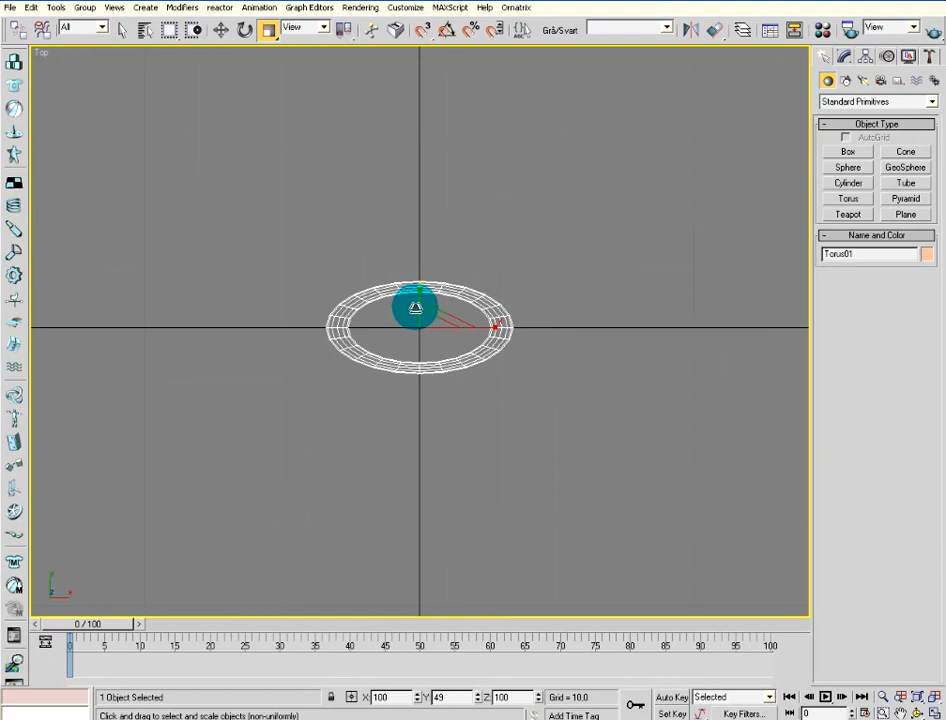 File Edit Tools Group Views Create Modifiers reactor Animation Graph Editors Rendering Customize MAXScript Help Ornatrix
All View Grå/Svart View
Top
Standard Primitives
- Object Type
AutoGrid
Box Cone
Sphere GeoSphere
Cylinder Tube
Torus Pyramid
Teapot Plane
- Name and Color
Torus01
y
z x
< 0 / 100 >
0 5 10 15 20 25 30 35 40 45 50 55 60 65 70 75 80 85 90 95 100
1 Object Selected X: 100 Y: 49 Z: 100 Grid = 10,0 Auto Key Selected
Click and drag to select and scale objects (non-uniformly) Add Time Tag Set Key Key Filters... 0